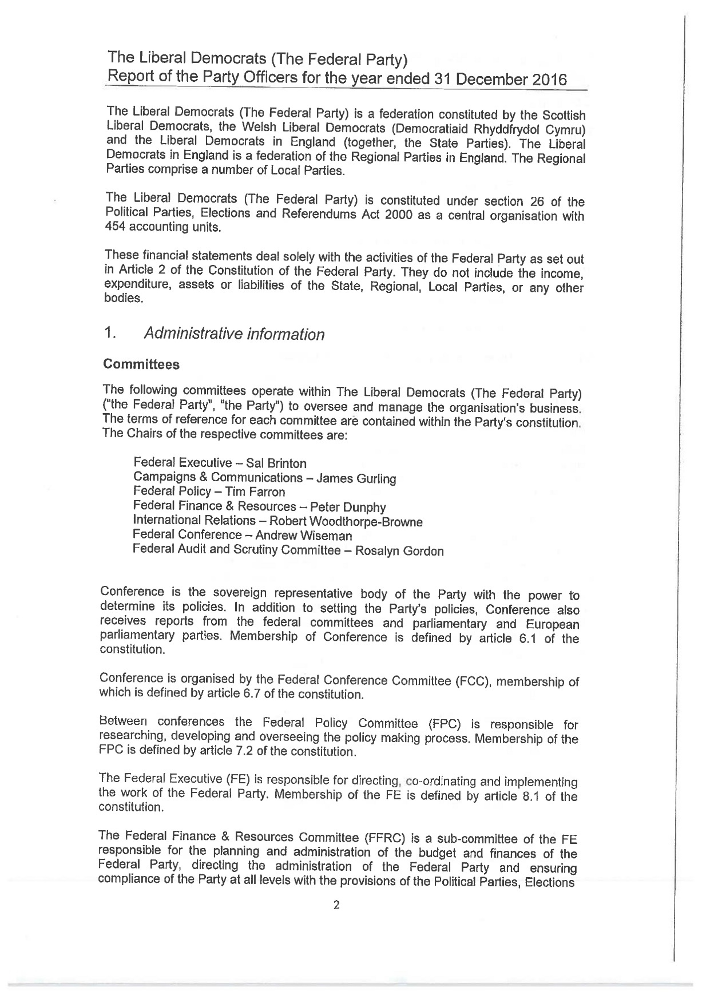 The Liberal Democrats (The Federal Party)
Report of the Party Officers for the year ended 31 December 2016
The Liberal Democrats (The Federal Party) is a federation constituted by the Scottish
Liberal Democrats, the Welsh Liberal Democrats (Democratiaid Rhyddfrydol Cymru)
and the Liberal Democrats in England (together, the State Parties). The Liberal
Democrats in England is a federation of the Regional Parties in England. The Regional
Parties comprise a number of Local Parties.
The Liberal Democrats (The Federal Party) is constituted under section 26 of the
Political Parties, Elections and Referendums Act 2000 as a central organisation with
454 accounting units.
These financial statements deal solely with the activities of the Federal Party as set out
in Article 2 of the Constitution of the Federal Party. They do not include the income,
expenditure, assets or liabilities of the State, Regional, Local Parties, or any other
bodies.
1. Administrative information
Committees
The following committees operate within The Liberal Democrats (The Federal Party)
("the Federal Party", "the Party") to oversee and manage the organisation's business.
The terms of reference for each committee are contained within the Party's constitution.
The Chairs of the respective committees are:
Federal Executive – Sal Brinton
Campaigns & Communications – James Gurling
Federal Policy – Tim Farron
Federal Finance & Resources – Peter Dunphy
International Relations – Robert Woodthorpe-Browne
Federal Conference – Andrew Wiseman
Federal Audit and Scrutiny Committee – Rosalyn Gordon
Conference is the sovereign representative body of the Party with the power to
determine its policies. In addition to setting the Party's policies, Conference also
receives reports from the federal committees and parliamentary and European
parliamentary parties. Membership of Conference is defined by article 6.1 of the
constitution.
Conference is organised by the Federal Conference Committee (FCC), membership of
which is defined by article 6.7 of the constitution.
Between conferences the Federal Policy Committee (FPC) is responsible for
researching, developing and overseeing the policy making process. Membership of the
FPC is defined by article 7.2 of the constitution.
The Federal Executive (FE) is responsible for directing, co-ordinating and implementing
the work of the Federal Party. Membership of the FE is defined by article 8.1 of the
constitution.
The Federal Finance & Resources Committee (FFRC) is a sub-committee of the FE
responsible for the planning and administration of the budget and finances of the
Federal Party, directing the administration of the Federal Party and ensuring
compliance of the Party at all levels with the provisions of the Political Parties, Elections
2